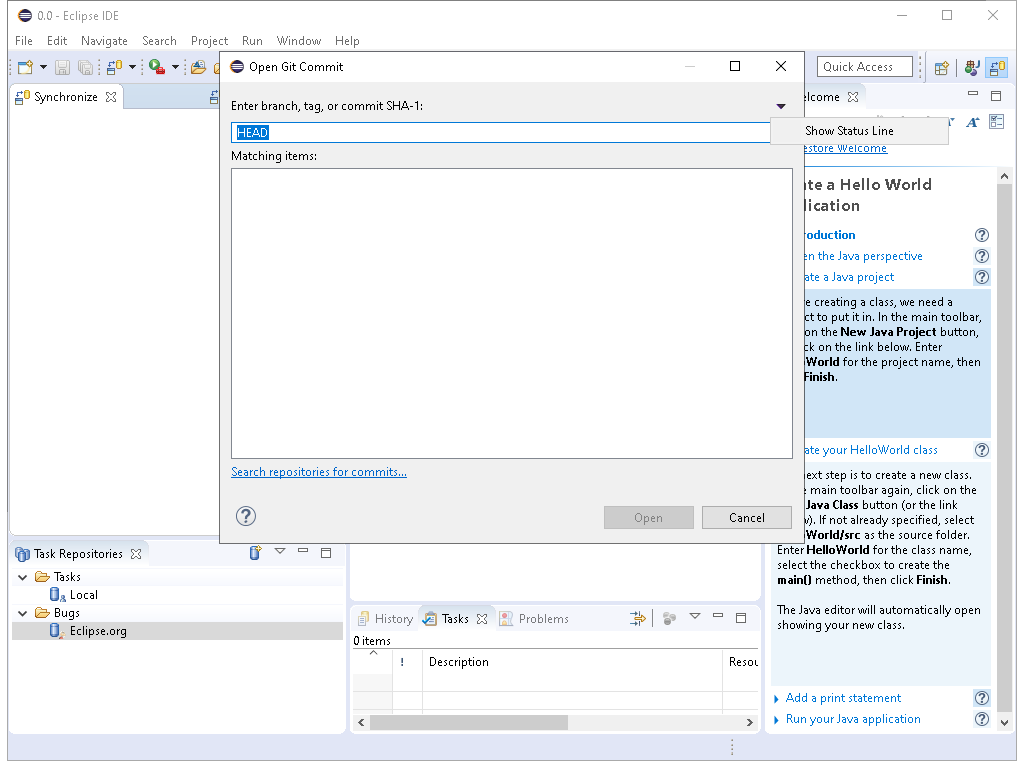 0.0 - Eclipse IDE
File Edit Navigate Search Project Run Window Help
Open Git Commit
Quick Access
Synchronize
elcome
Enter branch, tag, or commit SHA-1:
HEAD
Show Status Line
estore Welcome
Matching items:
te a Hello World
lication
roduction
en the Java perspective
ate a Java project
e creating a class, we need a
ct to put it in. In the main toolbar,
on the New Java Project button,
ck on the link below. Enter
World for the project name, then
Finish.
ate your HelloWorld class
ext step is to create a new class.
e main toolbar again, click on the
Java Class button (or the link
w). If not already specified, select
World/src as the source folder.
Enter HelloWorld for the class name,
select the checkbox to create the
main() method, then click Finish.
The Java editor will automatically open
showing your new class.
Add a print statement
Run your Java application
Search repositories for commits...
Open
Cancel
Task Repositories
Tasks
Local
Bugs
Eclipse.org
History
Tasks
Problems
0 items
! Description Resou